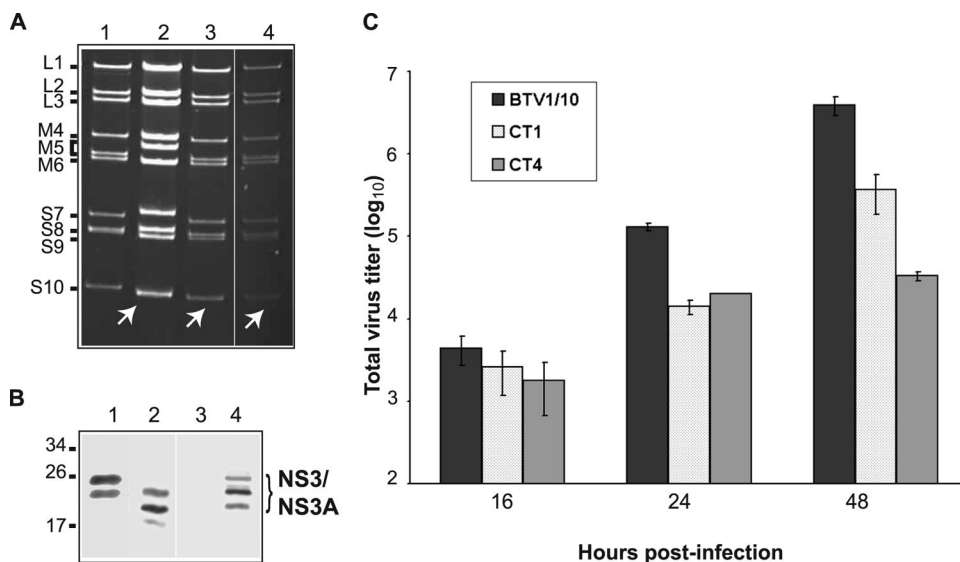 A
1 2 3 4
L1
L2
L3
M4
M5
M6
S7
S8
S9
S10
B
1 2 3 4
34
26
17
NS3/
NS3A
C
Total virus titer (log10)
7
6
5
4
3
2
BTV1/10
CT1
CT4
16 24 48
Hours post-infection